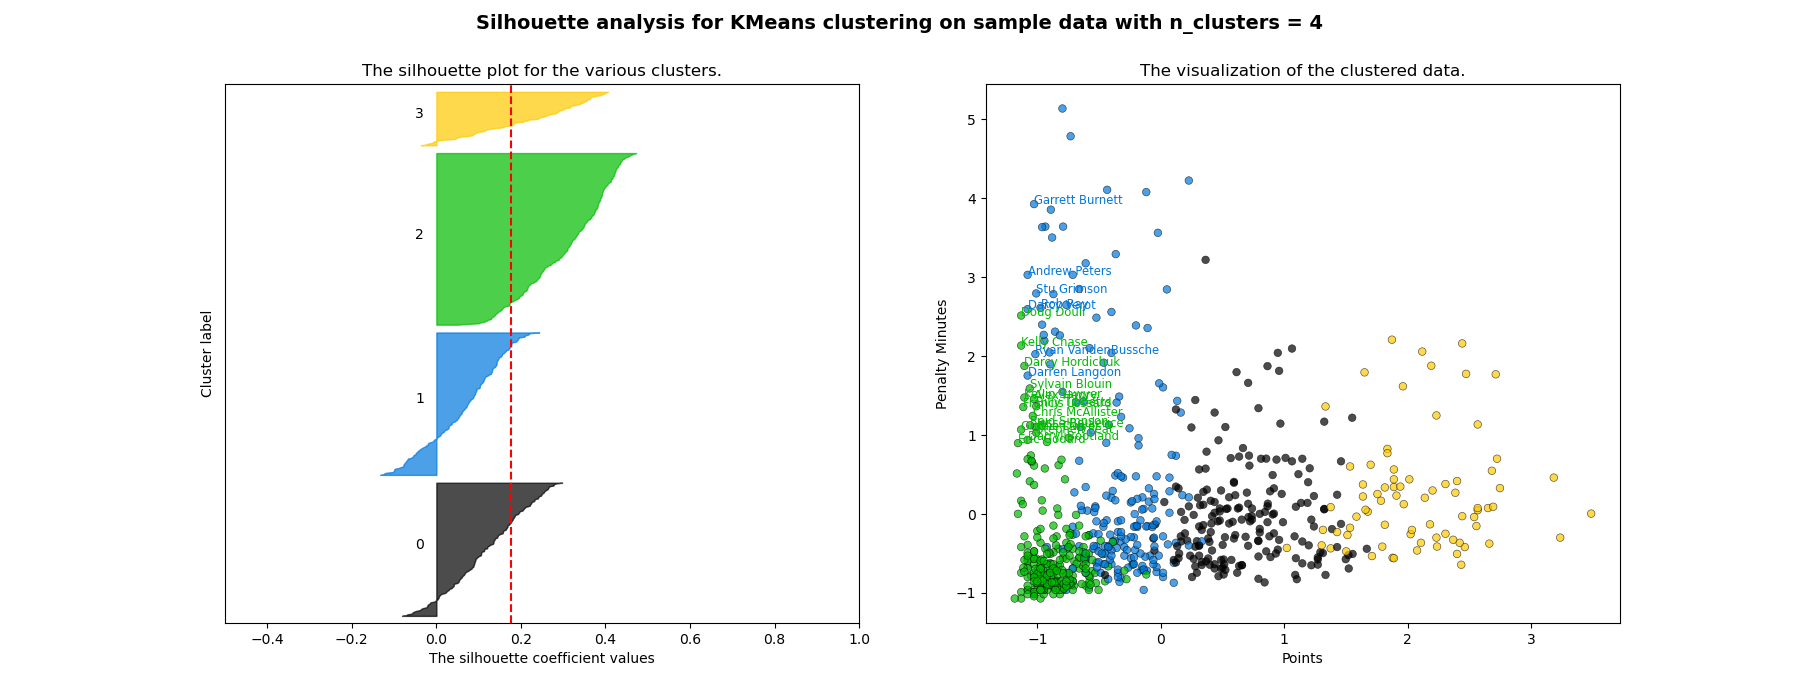 Silhouette analysis for KMeans clustering on sample data with n_clusters = 4
The silhouette plot for the various clusters.
3
2
1
0
Cluster label
−0.4 −0.2 0.0 0.2 0.4 0.6 0.8 1.0
The silhouette coefficient values
The visualization of the clustered data.
5
4
3
2
1
0
−1
Penalty Minutes
Garrett Burnett
Andrew Peters
Stu Grimson
Rob Ray
Doug Doull
Kelly Chase
Ryan VandenBussche
Darcy Hordichuk
Darren Langdon
Sylvain Blouin
Chris McAllister
−1 0 1 2 3
Points